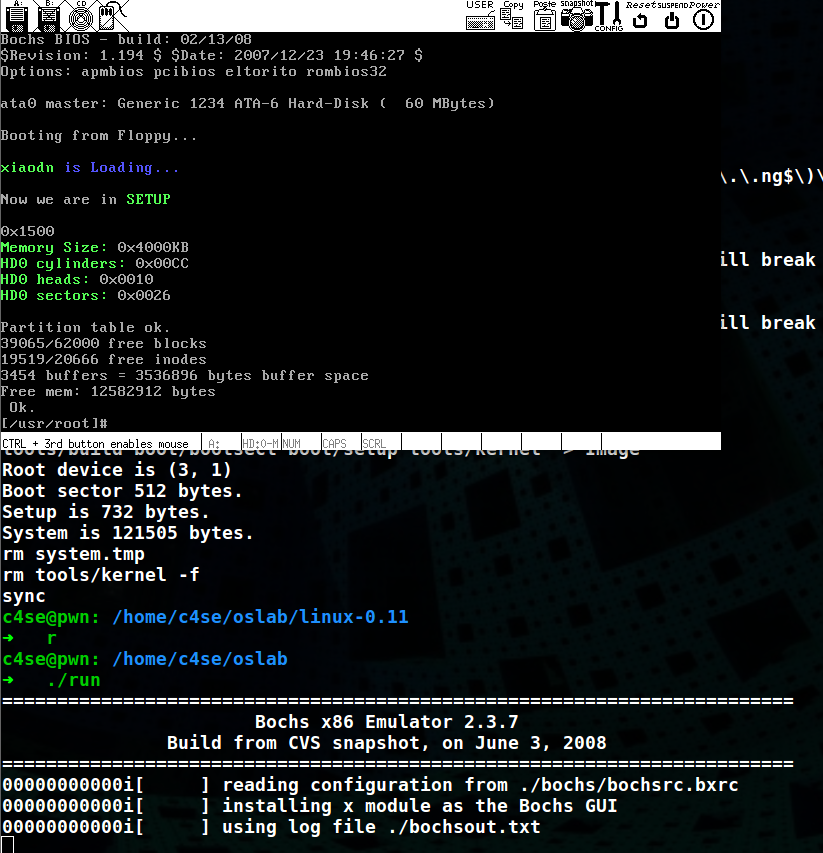 A: B: CD USER Copy Paste snapshot CONFIG Reset SUSPEND Power
Bochs BIOS - build: 02/13/08
$Revision: 1.194 $ $Date: 2007/12/23 19:46:27 $
Options: apmbios pcibios eltorito rombios32
ata0 master: Generic 1234 ATA-6 Hard-Disk (  60 MBytes)
Booting from Floppy...
xiaodn is Loading...
\.\.ng$\)\
Now we are in SETUP
0x1500
Memory Size: 0x4000KB
HD0 cylinders: 0x00CC
ill break
HD0 heads: 0x0010
HD0 sectors: 0x0026
Partition table ok.
ill break
39065/62000 free blocks
19519/20666 free inodes
3454 buffers = 3536896 bytes buffer space
Free mem: 12582912 bytes
 Ok.
[/usr/root]#
CTRL + 3rd button enables mouse A: HD:0-M NUM CAPS SCRL
tools/build boot/bootsect boot/setup tools/kernel  > Image
Root device is (3, 1)
Boot sector 512 bytes.
Setup is 732 bytes.
System is 121505 bytes.
rm system.tmp
rm tools/kernel -f
sync
c4se@pwn: /home/c4se/oslab/linux-0.11
➜   r
c4se@pwn: /home/c4se/oslab
➜   ./run
========================================================================
Bochs x86 Emulator 2.3.7
Build from CVS snapshot, on June 3, 2008
========================================================================
00000000000i[     ] reading configuration from ./bochs/bochsrc.bxrc
00000000000i[     ] installing x module as the Bochs GUI
00000000000i[     ] using log file ./bochsout.txt